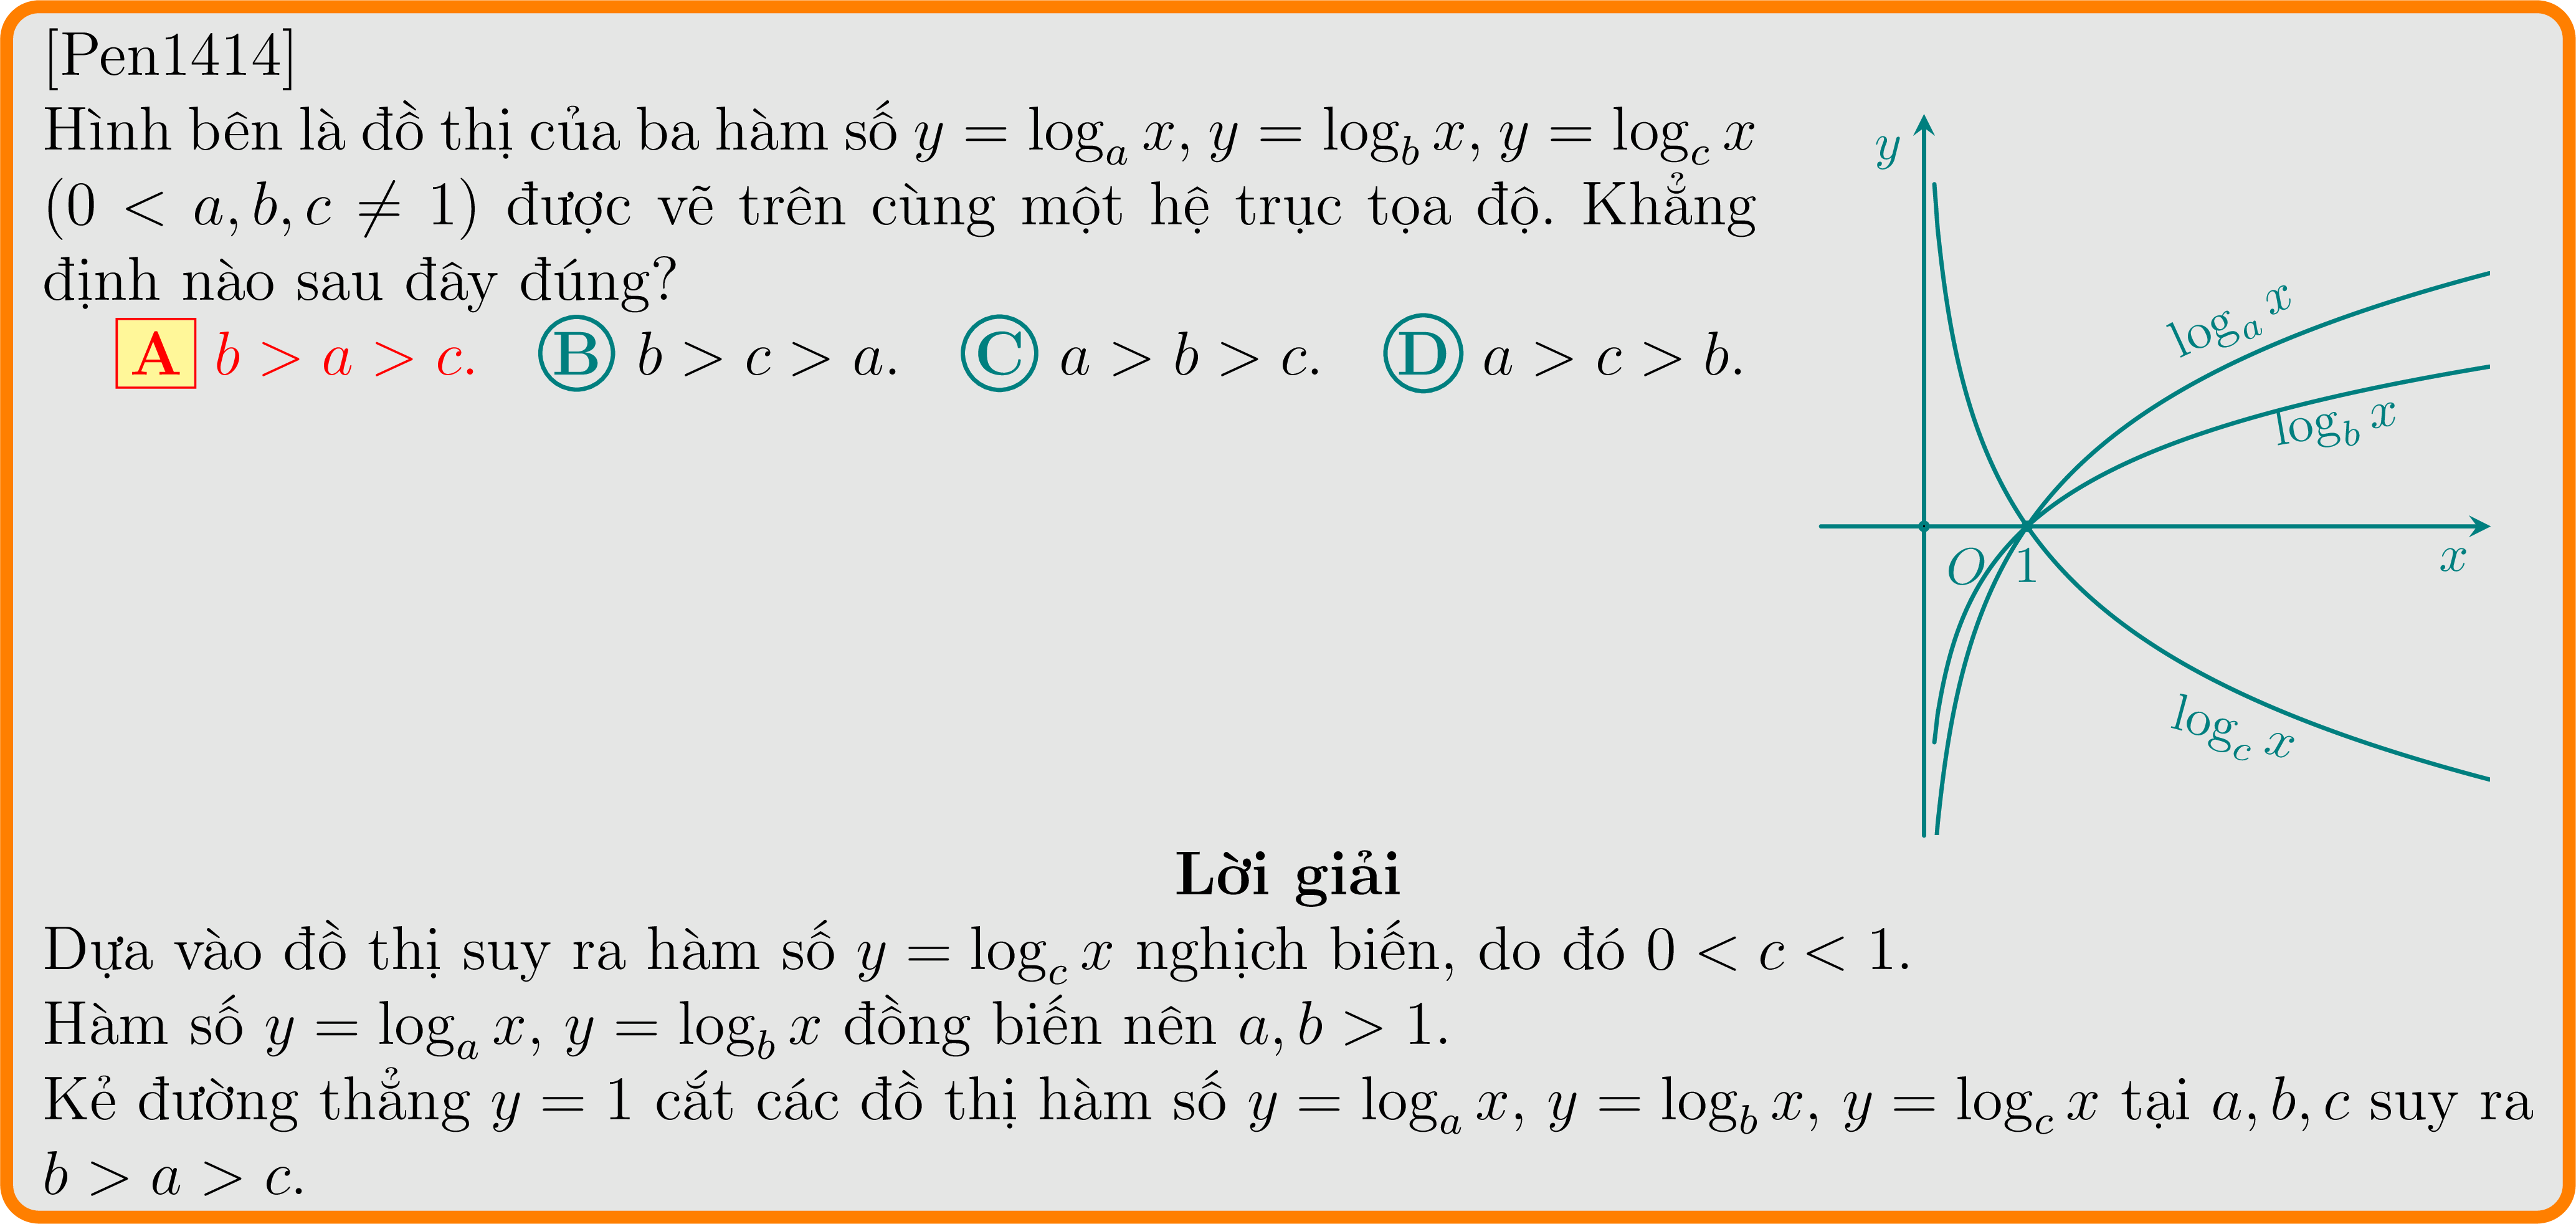 [Pen1414]
Hình bên là đồ thị của ba hàm số y = log_a x, y = log_b x, y = log_c x
(0 < a, b, c ≠ 1) được vẽ trên cùng một hệ trục tọa độ. Khẳng
định nào sau đây đúng?
A b > a > c. B b > c > a. C a > b > c. D a > c > b.
y
log_a x
log_b x
O 1
x
log_c x
Lời giải
Dựa vào đồ thị suy ra hàm số y = log_c x nghịch biến, do đó 0 < c < 1.
Hàm số y = log_a x, y = log_b x đồng biến nên a, b > 1.
Kẻ đường thẳng y = 1 cắt các đồ thị hàm số y = log_a x, y = log_b x, y = log_c x tại a, b, c suy ra
b > a > c.